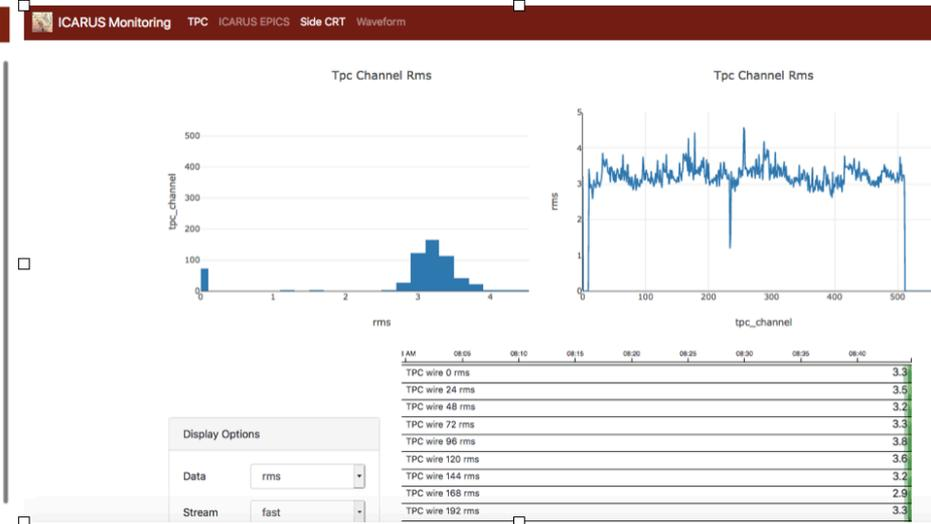 ICARUS Monitoring TPC ICARUS EPICS Side CRT Waveform
Tpc Channel Rms
500
400
300
200
100
0
tpc_channel
0 1 2 3 4
rms
Tpc Channel Rms
5
4
3
2
1
0
rms
0 100 200 300 400 500
tpc_channel
AM 08:05 08:10 08:15 08:20 08:25 08:30 08:35 08:40
TPC wire 0 rms 3.3
TPC wire 24 rms 3.5
TPC wire 48 rms 3.2
TPC wire 72 rms 3.3
TPC wire 96 rms 3.8
TPC wire 120 rms 3.6
TPC wire 144 rms 3.2
TPC wire 168 rms 2.9
TPC wire 192 rms 3.3
Display Options
Data rms
Stream fast